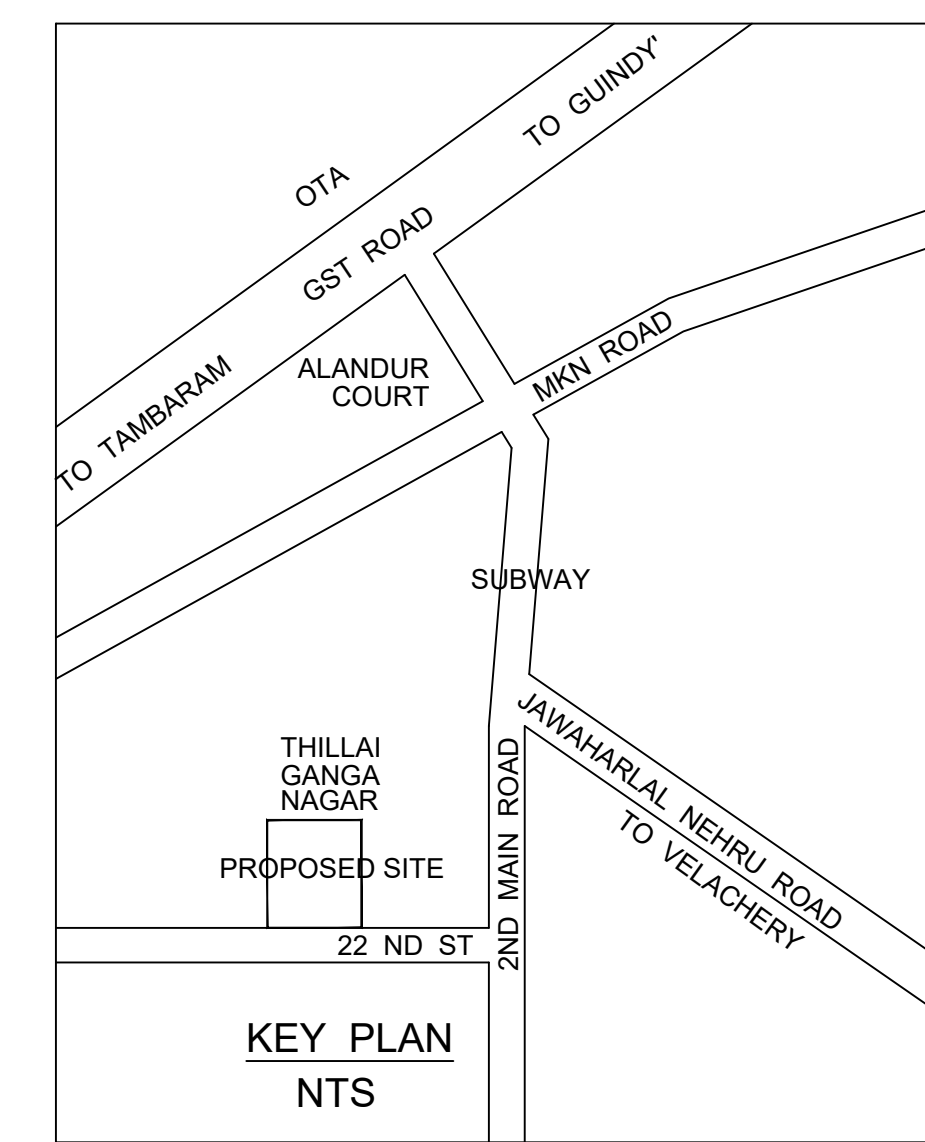 TO GUINDY'
OTA
GST ROAD
MKN ROAD
ALANDUR
COURT
TO TAMBARAM
SUBWAY
JAWAHARLAL NEHRU ROAD
TO VELACHERY
THILLAI
GANGA
NAGAR
2ND MAIN ROAD
PROPOSED SITE
22 ND ST
KEY PLAN
NTS